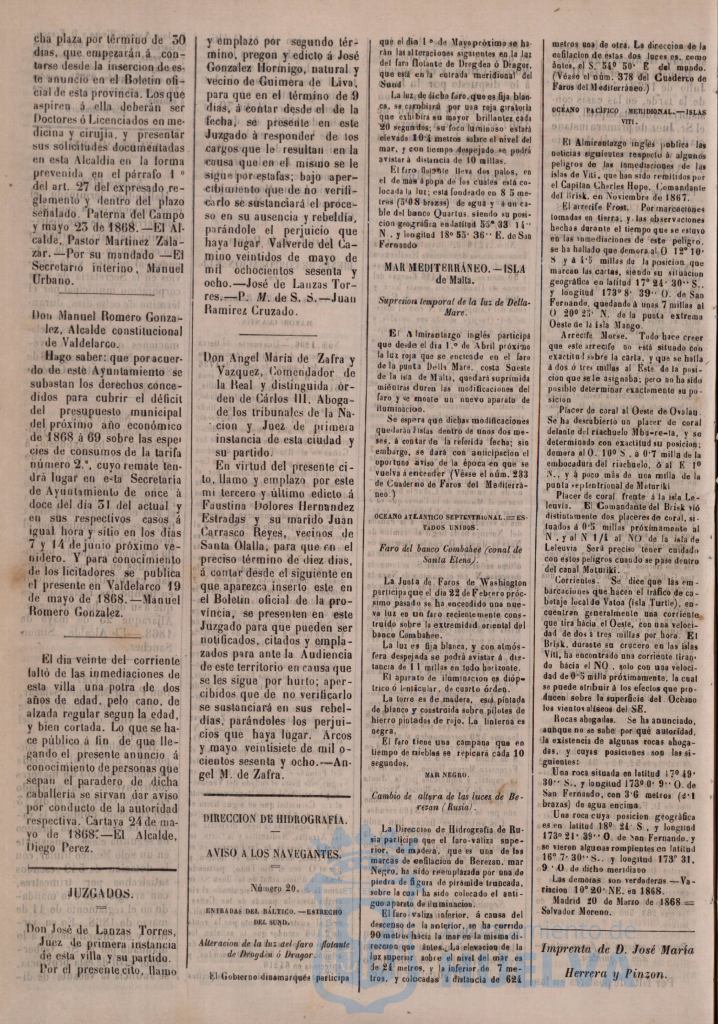 cha plaza por término de 30
dias, que empezarán á con-
tarse desde la insercion de es-
te anuncio en el Boletin ofi-
cial de esta provincia. Los que
aspiren á ella deberán ser
Doctores ó Licenciados en me-
dicina y cirujia, y presentar
sus solicitudes documentadas
en esta Alcaldía en la forma
prevenida en el párrafo 1°
del art. 27 del expresado re-
glamento y dentro del plazo
señalado. Paterna del Campo
y mayo 23 de 1868.—El Al-
calde, Pastor Martinez Zala-
zar.—Por su mandado —El
Secretario interino, Manuel
Urbano.
Don Manuel Romero Gonza-
lez, Alcalde constitucional
de Valdelarco.
Hago saber: que por acuer-
do de este Ayuntamiento se
subastan los derechos conce-
didos para cubrir el déficit
del presupuesto municipal
del próximo año económico
de 1868 á 69 sobre las espe-
cies de consumos de la tarifa
número 2.°, cuyo remate ten-
drá lugar en esta Secretaria
de Ayuntamiento de once á
doce del dia 31 del actual y
en sus respectivos casos á
igual hora y sitio en los dias
7 y 14 de junio próximo ve-
nidero. Y para conocimiento
de los licitadores se publica
el presente en Valdelarco 19
de mayo de 1868.—Manuel
Romero Gonzalez.
El dia veinte del corriente
faltó de las inmediaciones de
esta villa una potra de dos
años de edad, pelo cano, de
alzada regular segun la edad,
y bien cortada. Lo que se ha-
ce público á fin de que lle-
gando el presente anuncio á
conocimiento de personas que
sepan el paradero de dicha
caballeria se sirvan dar aviso
por conducto de la autoridad
respectiva. Cartaya 24 de ma-
yo de 1868.—El Alcalde,
Diego Perez.
JUZGADOS.
Don José de Lanzas Torres,
Juez de primera instancia
de esta villa y su partido.
Por el presente cito, llamo
y emplazo por segundo tér-
mino, pregon y edicto á José
Gonzalez Hormigo, natural y
vecino de Guimera de Liva,
para que en el término de 9
dias, á contar desde el de la
fecha, se presente en este
Juzgado á responder de los
cargos que le resultan en la
causa que en el mismo se le
sigue por estafas; bajo aper-
cibimiento que de no verifi-
carlo se sustanciará el proce-
so en su ausencia y rebeldía,
parándole el perjuicio que
haya lugar. Valverde del Ca-
mino veintidos de mayo de
mil ochocientos sesenta y
ocho.—José de Lanzas Tor-
res.—P. M. de S. S.—Juan
Ramirez Cruzado.
Don Angel Maria de Zafra y
Vazquez, Comendador de
la Real y distinguida ór-
den de Cárlos III. Aboga-
do de los tribunales de la Na-
cion y Juez de primera
instancia de esta ciudad y
su partido.
En virtud del presente ci-
to, llamo y emplazo por este
mi tercero y último edicto á
Faustina Dolores Hernandez
Estradas y su marido Juan
Carrasco Reyes, vecinos de
Santa Olalla, para que en el
preciso término de diez dias,
á contar desde el siguiente en
que aparezca inserto este en
el Boletin oficial de la pro-
vincia, se presenten en este
Juzgado para que pueden ser
notificados, citados y empla-
zados para ante la Audiencia
de este territorio en causa que
se les sigue por hurto; aper-
cibidos que de no verificarlo
se sustanciará en sus rebel-
dias, parándoles los perjui-
cios que haya lugar. Arcos y
mayo veintisiete de mil o-
cientos sesenta y ocho.—An-
gel M. de Zafra.
DIRECCION DE HIDROGRAFÍA.
AVISO A LOS NAVEGANTES.
Número 20.
ENTRADAS DEL BÁLTICO.—ESTRECHO
DEL SUND.
Alteracion de la luz del faro flotante
de Drogden ó Dragor.
El Gobierno dinamarqués participa
que el dia 1° de Mayo próximo se ha-
rán las alteraciones siguientes en la luz
del faro flotante de Drogden ó Dragor,
que está en la entrada meridional del
Sund
La luz, de dicho faro, que es fija blan-
ca, se cambiará por una roja giratoria
que exhibirá su mayor brillantez cada
20 segundos; su foco luminoso estará
elevado 10'4 metros sobre el nivel del
mar, y con tiempo despejado se podrá
avistar á distancia de 10 millas.
El faro flotante lleva dos palos, en
el de mas á popa de los cuales está co-
locada la luz; está fondeado en 8 5 me-
tros (5'08 brazas) de agua y á un ca-
ble del banco Quartus, siendo su posi-
cion geográfica en latitud 55° 33' 14''
N., y longitud 18° 55' 36'' E. de San
Fernando
MAR MEDITERRÁNEO.—ISLA
de Malta.
Supresion temporal de la luz de Della-
Mare.
El Almirantazgo inglés participa
que desde el dia 1.° de Abril próximo
la luz roja que se enciende en el faro
de la punta Dells Mare, costa Sueste
de la isla de Malta, quedará suprimida
mientras duren las modificaciones del
faro y se monte un nuevo aparato de
iluminacion.
Se espera que dichas modificaciones
quedarán listas dentro de unos dos me-
ses, á contar de la referida fecha; sin
embargo, se dará con anticipacion el
oportuno aviso de la época en que se
vuelva á encender (Véase el núm. 233
de Cuaderno de Faros del Mediterrá-
neo.)
OCEANO ATLÁNTICO SEPTENTRIONAL.—ES-
TADOS UNIDOS.
Faro del banco Combahee (canal de
Santa Elena).
La Junta de Faros de Washington
participa que el dia 22 de Febrero próx-
simo pasado se ha encendido una nue-
va luz en un faro recientemente cons-
truido sobre la extremidad oriental del
banco Combahee.
La luz es fija blanca, y con atmós-
fera despejada se podrá avistar á dis-
tancia de 11 millas en todo horizonte.
El aparato de iluminacion es dióp-
trico ó lenticular, de cuarto órden.
La torre es de madera, está pintada
de blanco y construida sobre pilotes de
hierro pintados de rojo. La linterna es
negra.
El faro tiene una campana que en
tiempo de nieblas se repicará cada 10
segundos.
MAR NEGRO.
Cambio de altura de las luces de Be-
rezan (Rusia).
La Direccion de Hidrografía de Ru-
sia participa que el faro-valiza supe-
rior, de madera, que es una de las
marcas de enfilacion de Berezan, mar
Negro, ha sido reemplazada por una de
piedra de figura de pirámide truncada,
sobre la cual ha sido colocado el anti-
guo aparato de iluminacion.
El faro valiza inferior, á causa del
descenso de la anterior, se ha corrido
90 metros hácia la mar en la misma di-
reccion que ántes. La elevacion de la
luz superior sobre el nivel del mar es
de 24 metros, y la inferior de 7 me-
tros, y colocadas á distancia de 624
metros una de otra. La direccion de la
enfilacion de estas dos luces es, como
ántes, el S. 54° 50' E del mundo.
(Véase el núm. 378 del Cuaderno de
Faros del Mediterráneo.)
OCÉANO PACÍFICO MERIDIONAL.—ISLAS
VITI.
El Almirantazgo inglés publica las
noticias siguientes respecto á algunos
peligros de las inmediaciones de las
islas de Viti, que han sido remitidos por
el Capitan Charles Hope, Comandante
del Brisk, en Noviembre de 1867.
El arrecife Frost. Por marcaciones
tomadas en tierra, y las observaciones
hechas durante el tiempo que se estuvo
en las inmediaciones de este peligro,
se ha hallado que demora al O 12° 10'
S y á 1'5 millas de la posicion que
marcan las cartas, siendo su situacion
geográfica en latitud 17° 24' 30'' S.,
y longitud 173° 8' 39'' O. de San
Fernando, quedando á unas 7 millas al
O 20° 25' N. de la punta extrema
Oeste de la isla Mango.
Arrecife Morse. Todo hace creer
que este arrecife no está situado con
exactitud sobre la carta, y que se halla
á dos ó tres millas al Este de la posi-
cion que se le asignaba; pero no ha sido
posible determinar exactamente su po-
sicion
Placer de coral al Oeste de Ovalau.
Se ha descubierto un placer de coral
delante del riachuelo Mbu-re-ta, y se
determinado con exactitud su posicion;
demora al O. 10° S, á 0'7 milla de la
embocadura del riachuelo, ó al E 1°
N., y á poco más de una milla de la
punta septentrional de Moturiki
Placer de coral frente á la isla Le-
leuvia. El Comandante del Brisk vió
distintamente dos placeres de coral, si-
tuados á 0'5 millas próximamente al
N, y al N 1/4 al NO de la isla de
Leleuvia Será preciso tener cuidado
con estos peligros cuando se pase dentro
del canal Moturiki.
Corrientes. Se dice que las em-
barcaciones que hacen el tráfico de ca-
botaje local de Vatoa (isla Turtle), en-
cuentran generalmente una corriente
que tira hácia el Oeste, con una veloci-
dad de dos á tres millas por hora. El
Brisk, durante su crucero en las islas
Viti, ha encontrado una corriente tiran-
do hácia el NO, solo con una veloci-
dad de 0'5 milla próximamente, la cual
se puede atribuir á los efectos que pro-
ducen sobre la superficie del Océano
los vientos alíseos del SE.
Rocas ahogadas. Se ha anunciado,
aunque no se sabe por qué autoridad,
la existencia de algunas rocas ahoga-
das, y cuyas posiciones son las si-
guientes:
Una roca situada en latitud 17° 49'
30'' S., y longitud 173° 0' 9'' O. de
San Fernando, con 3'6 metros (2'1
brazas) de agua encima.
Una roca cuya posicion geográfica
es en latitud 18° 24' S., y longitud
173° 21' 39'' O. de San Fernando, y
se vieron algunas rompientes en latitud
16° 7' 30'' S., y longitud 173° 31'
9'' O de dicho meridiano
Las demoras son verdaderas —Va-
riacion 10° 20' NE. en 1868.
Madrid 20 de Marzo de 1868 =
Salvador Moreno.
Imprenta de D. José Maria
Herrera y Pinzon.